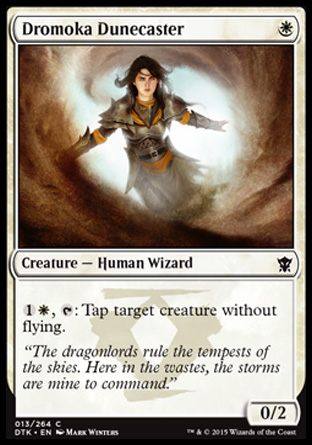 Dromoka Dunecaster
Creature — Human Wizard
1, : Tap target creature without
flying.
"The dragonlords rule the tempests of
the skies. Here in the wastes, the storms
are mine to command."
0/2
013/264 C
DTK • EN Mark Winters
™ & © 2015 Wizards of the Coast